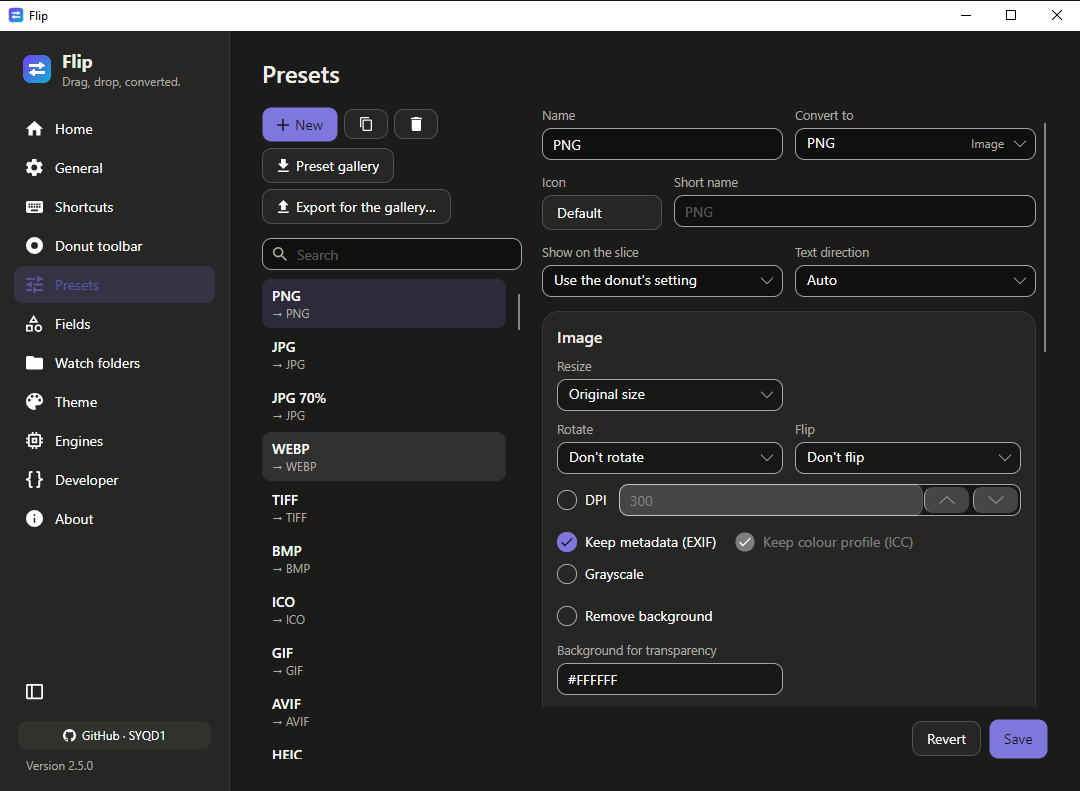 Flip
Flip
Drag, drop, converted.
Home
General
Shortcuts
Donut toolbar
Presets
Fields
Watch folders
Theme
Engines
Developer
About
GitHub · SYQD1
Version 2.5.0
Presets
New
Preset gallery
Export for the gallery...
Search
PNG
→ PNG
JPG
→ JPG
JPG 70%
→ JPG
WEBP
→ WEBP
TIFF
→ TIFF
BMP
→ BMP
ICO
→ ICO
GIF
→ GIF
AVIF
→ AVIF
HEIC
Name
Convert to
PNG
PNG Image
Icon
Short name
Default
PNG
Show on the slice
Text direction
Use the donut's setting
Auto
Image
Resize
Original size
Rotate
Flip
Don't rotate
Don't flip
DPI
300
Keep metadata (EXIF)
Keep colour profile (ICC)
Grayscale
Remove background
Background for transparency
#FFFFFF
Revert
Save